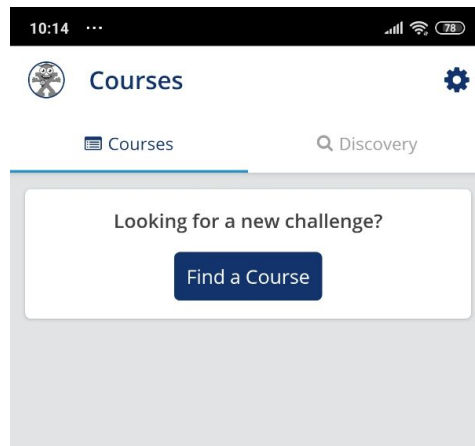 10:14 ... 78
Courses
Courses Discovery
Looking for a new challenge?
Find a Course